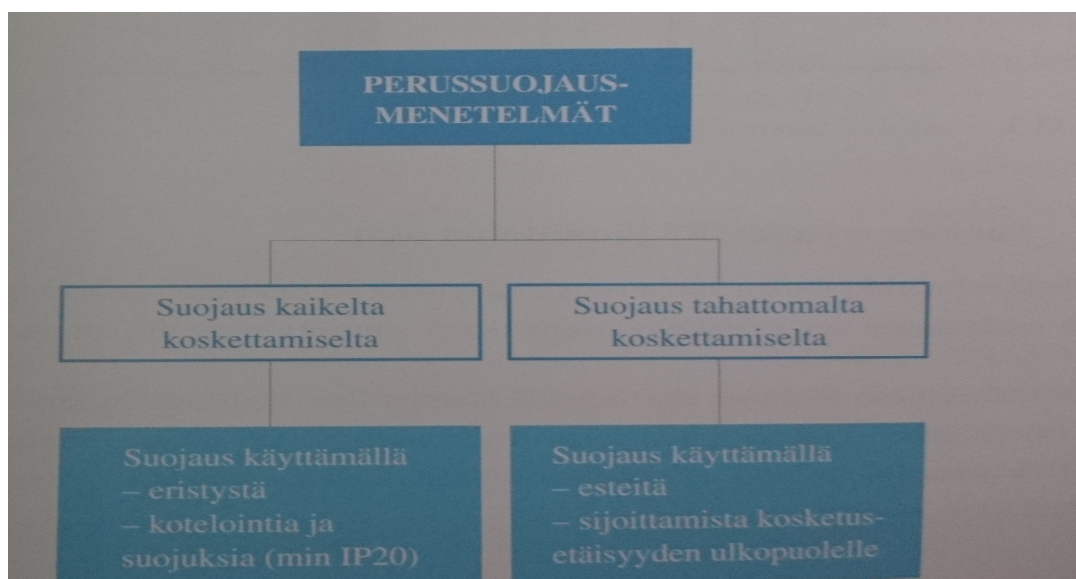 PERUSSUOJAUS-
MENETELMÄT
Suojaus kaikelta
koskettamiselta
Suojaus tahattomalta
koskettamiselta
Suojaus käyttämällä
– eristystä
– kotelointia ja
suojuksia (min IP20)
Suojaus käyttämällä
– esteitä
– sijoittamista kosketus-
etäisyyden ulkopuolelle